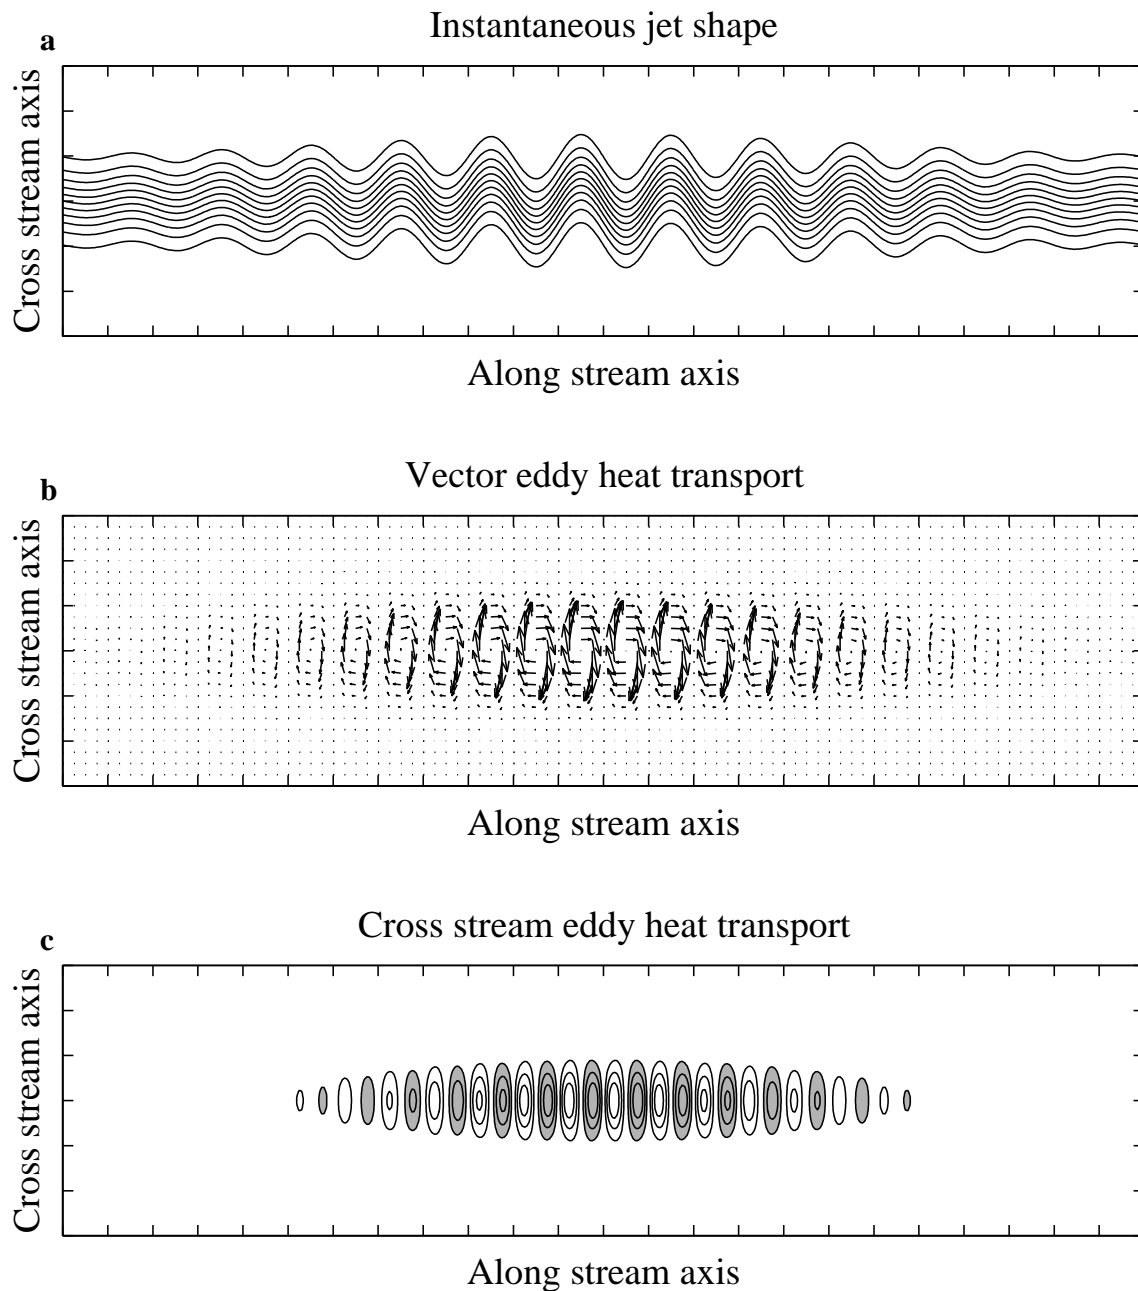 a
Instantaneous jet shape
Cross stream axis
Along stream axis
b
Vector eddy heat transport
Cross stream axis
Along stream axis
c
Cross stream eddy heat transport
Cross stream axis
Along stream axis